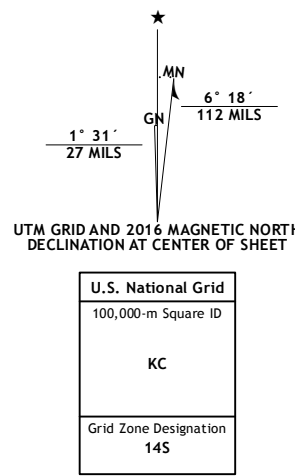 MN
GN
6° 18´
112 MILS
1° 31´
27 MILS
UTM GRID AND 2016 MAGNETIC NORTH
DECLINATION AT CENTER OF SHEET
U.S. National Grid
100,000-m Square ID
KC
Grid Zone Designation
14S